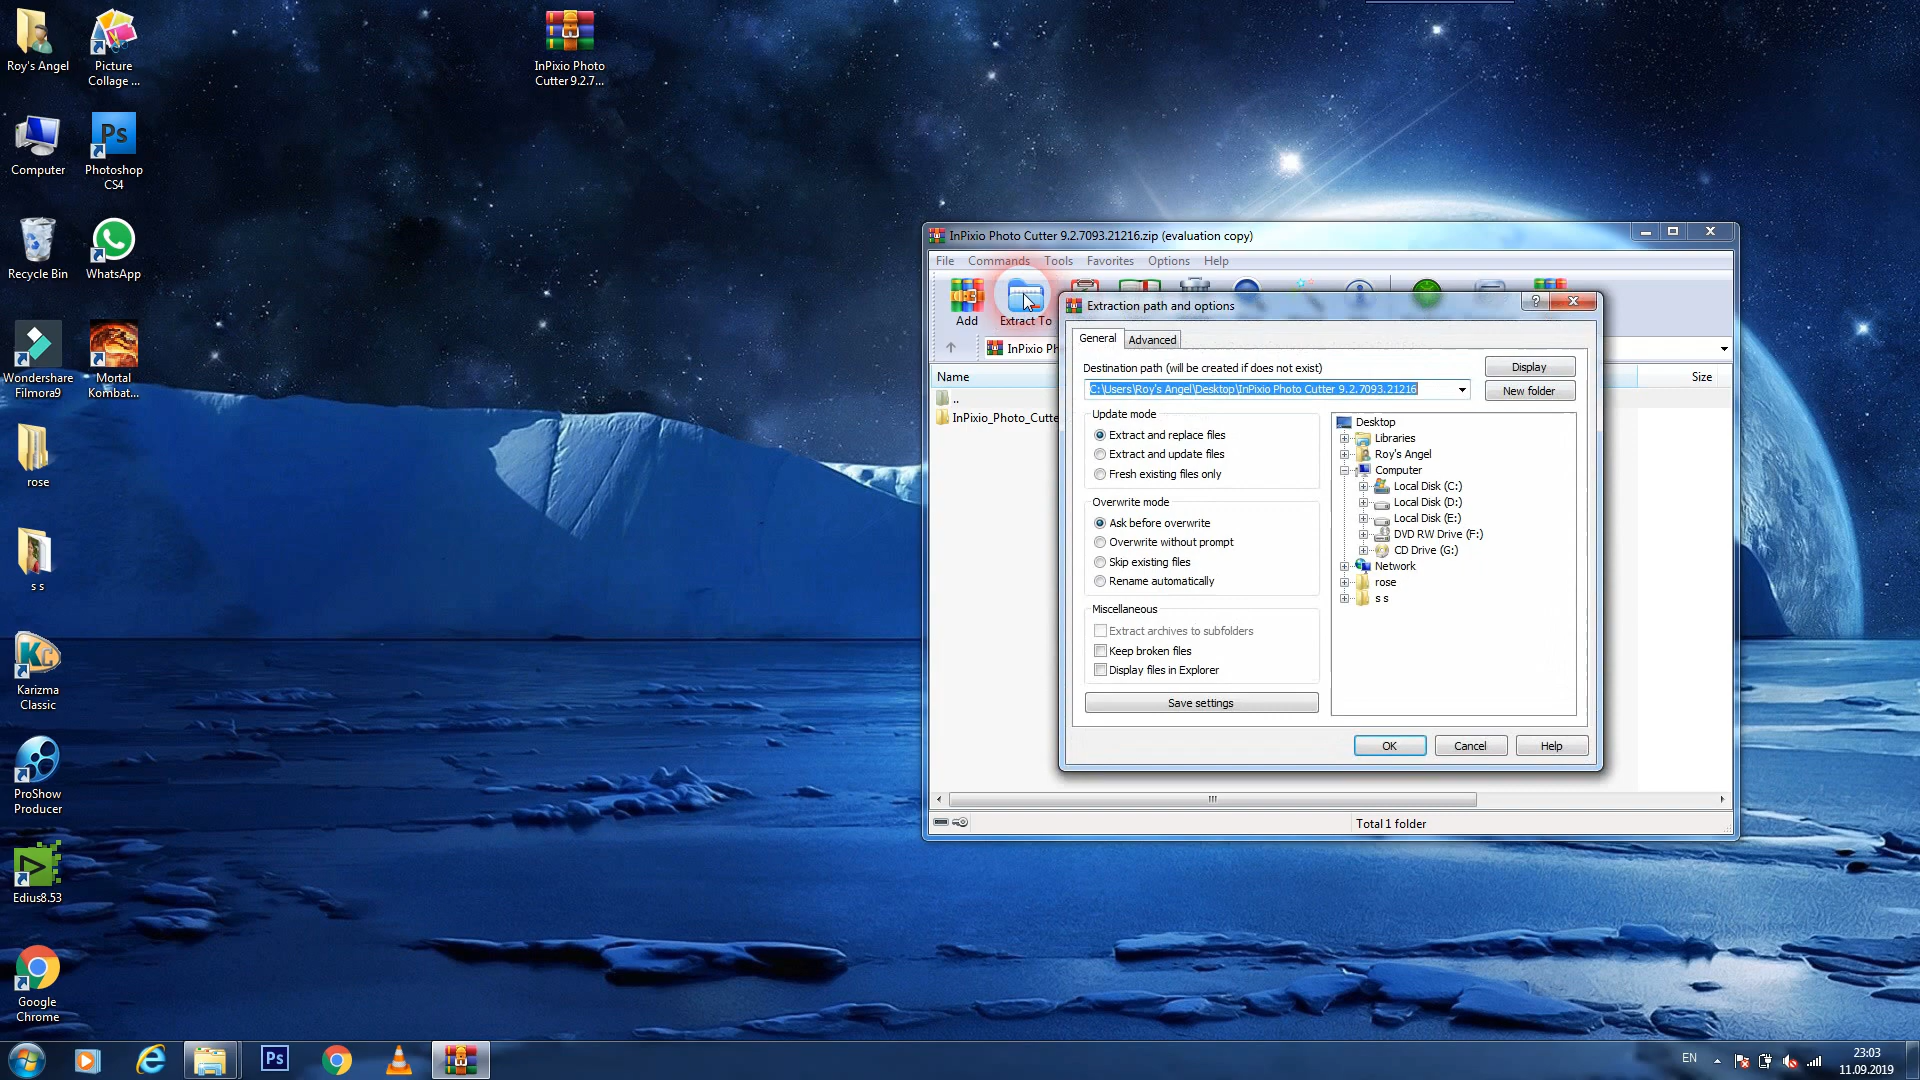 Roy's Angel
Picture
Collage ...
InPixio Photo
Cutter 9.2.7...
Computer
Ps
Photoshop
CS4
Recycle Bin
WhatsApp
Wondershare
Filmora9
Mortal
Kombat...
rose
s s
KC
Karizma
Classic
ProShow
Producer
Edius8.53
Google
Chrome
InPixio Photo Cutter 9.2.7093.21216.zip (evaluation copy)
File Commands Tools Favorites Options Help
Add
Extract To
InPixio Ph
Name
Size
..
InPixio_Photo_Cutte
Total 1 folder
Extraction path and options
General
Advanced
Destination path (will be created if does not exist)
Display
C:\Users\Roy's Angel\Desktop\InPixio Photo Cutter 9.2.7093.21216
New folder
Update mode
Extract and replace files
Extract and update files
Fresh existing files only
Overwrite mode
Ask before overwrite
Overwrite without prompt
Skip existing files
Rename automatically
Miscellaneous
Extract archives to subfolders
Keep broken files
Display files in Explorer
Save settings
Desktop
Libraries
Roy's Angel
Computer
Local Disk (C:)
Local Disk (D:)
Local Disk (E:)
DVD RW Drive (F:)
CD Drive (G:)
Network
rose
s s
OK
Cancel
Help
Ps
EN
23:03
11.09.2019